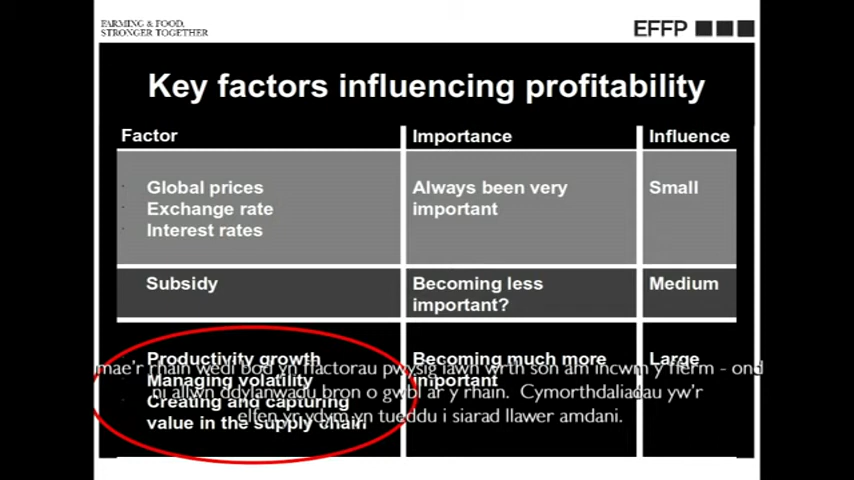 FARMING & FOOD,
STRONGER TOGETHER
EFFP
Key factors influencing profitability
Factor Importance Influence
Global prices
Exchange rate
Interest rates
Always been very
important
Small
Subsidy
Becoming less
important?
Medium
Productivity growth
Managing volatility
Creating and capturing
value in the supply chain
Becoming much more
important
Large
mae'r rhain wedi bod yn ffactorau pwysig iawn wrth sôn am incwm y fferm - ond
ni allwn ddylanwadu bron o gwbl ar y rhain. Cymorthdaliadau yw'r
elfen yr ydym yn tueddu i siarad llawer amdani.